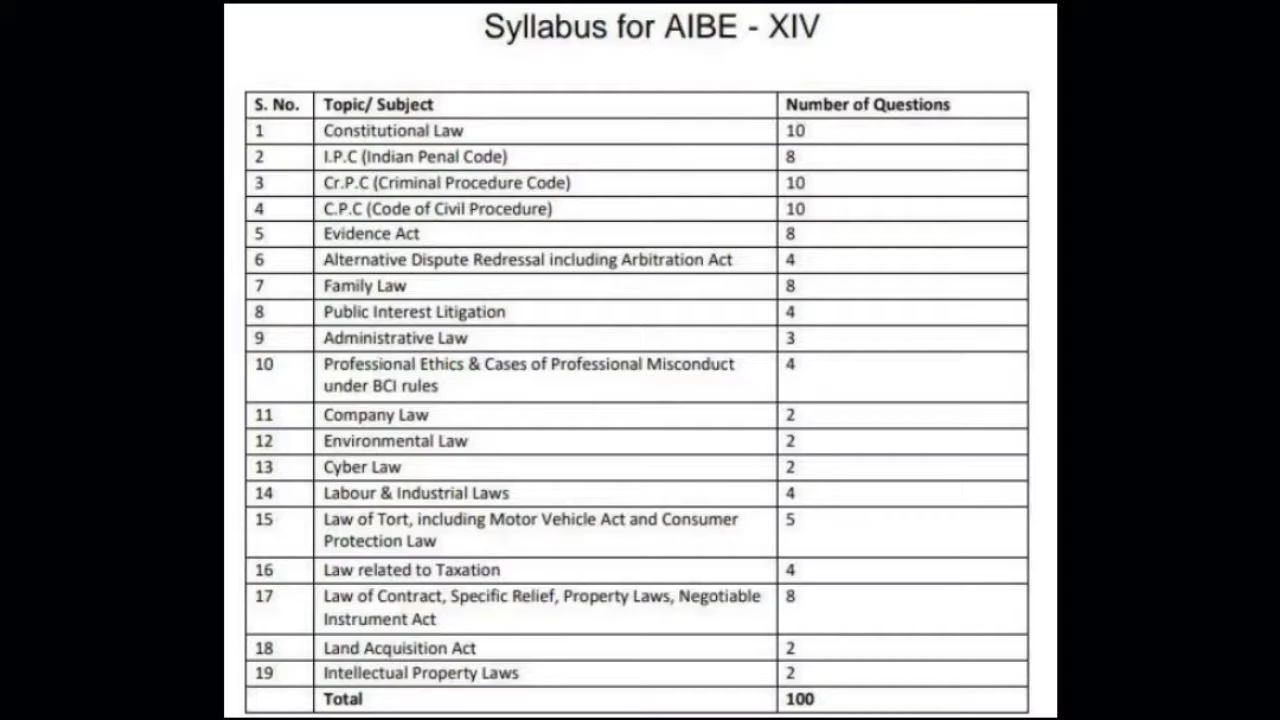 Syllabus for AIBE - XIV
S. No. Topic/ Subject Number of Questions
1 Constitutional Law 10
2 I.P.C (Indian Penal Code) 8
3 Cr.P.C (Criminal Procedure Code) 10
4 C.P.C (Code of Civil Procedure) 10
5 Evidence Act 8
6 Alternative Dispute Redressal including Arbitration Act 4
7 Family Law 8
8 Public Interest Litigation 4
9 Administrative Law 3
10 Professional Ethics & Cases of Professional Misconduct 4
under BCI rules
11 Company Law 2
12 Environmental Law 2
13 Cyber Law 2
14 Labour & Industrial Laws 4
15 Law of Tort, including Motor Vehicle Act and Consumer 5
Protection Law
16 Law related to Taxation 4
17 Law of Contract, Specific Relief, Property Laws, Negotiable 8
Instrument Act
18 Land Acquisition Act 2
19 Intellectual Property Laws 2
Total 100